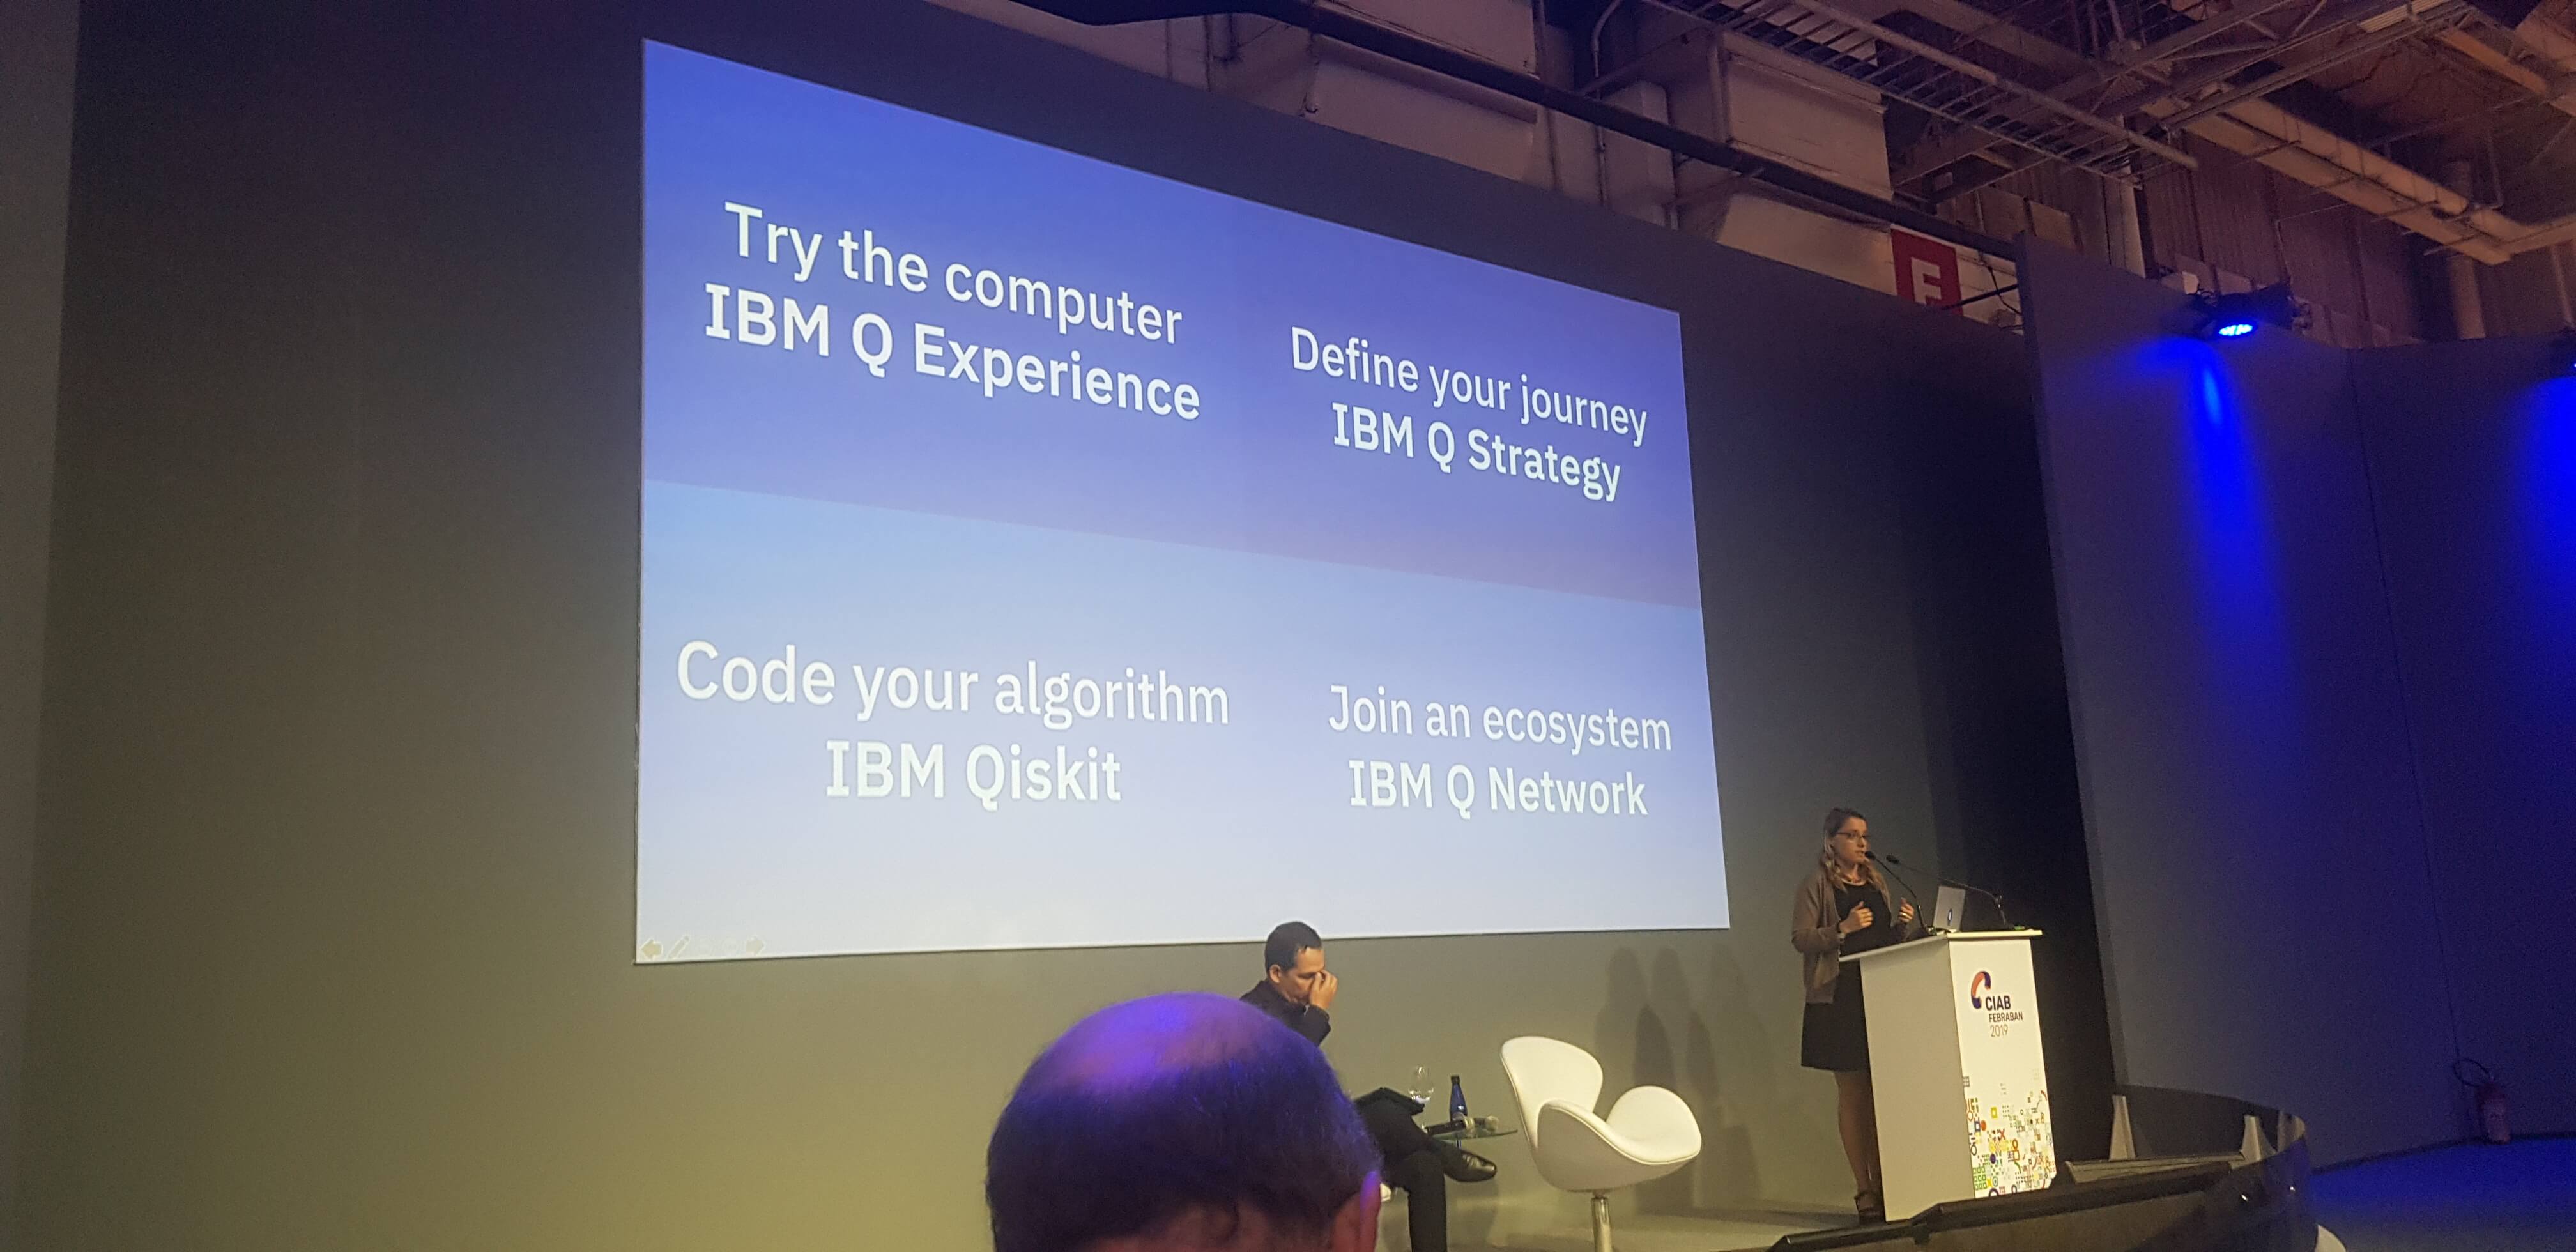 Try the computer
IBM Q Experience
Define your journey
IBM Q Strategy
Code your algorithm
IBM Qiskit
Join an ecosystem
IBM Q Network
E
CIAB
FEBRABAN
2019